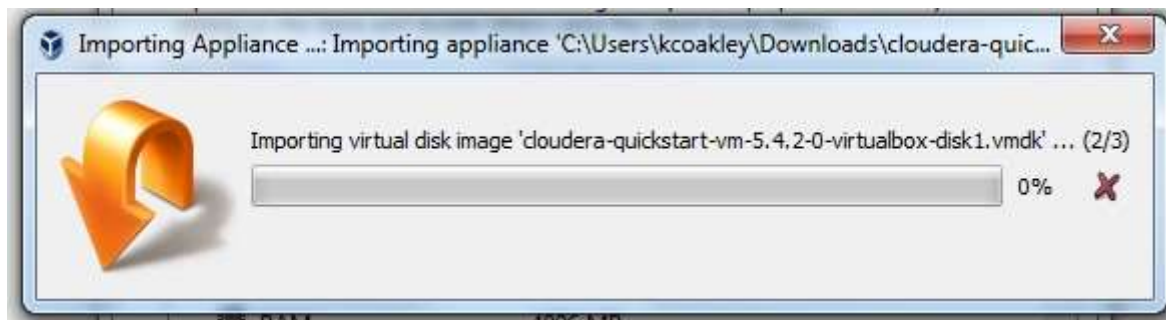 Importing Appliance ...: Importing appliance 'C:\Users\kcoakley\Downloads\cloudera-quic...
Importing virtual disk image 'cloudera-quickstart-vm-5.4.2-0-virtualbox-disk1.vmdk' ... (2/3)
0%